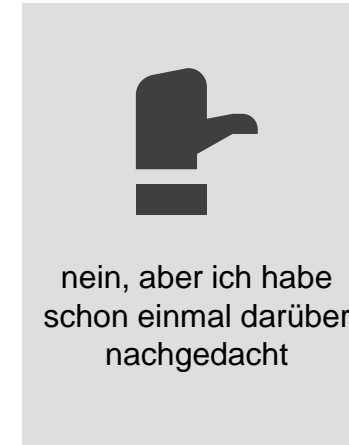 nein, aber ich habe
schon einmal darüber
nachgedacht